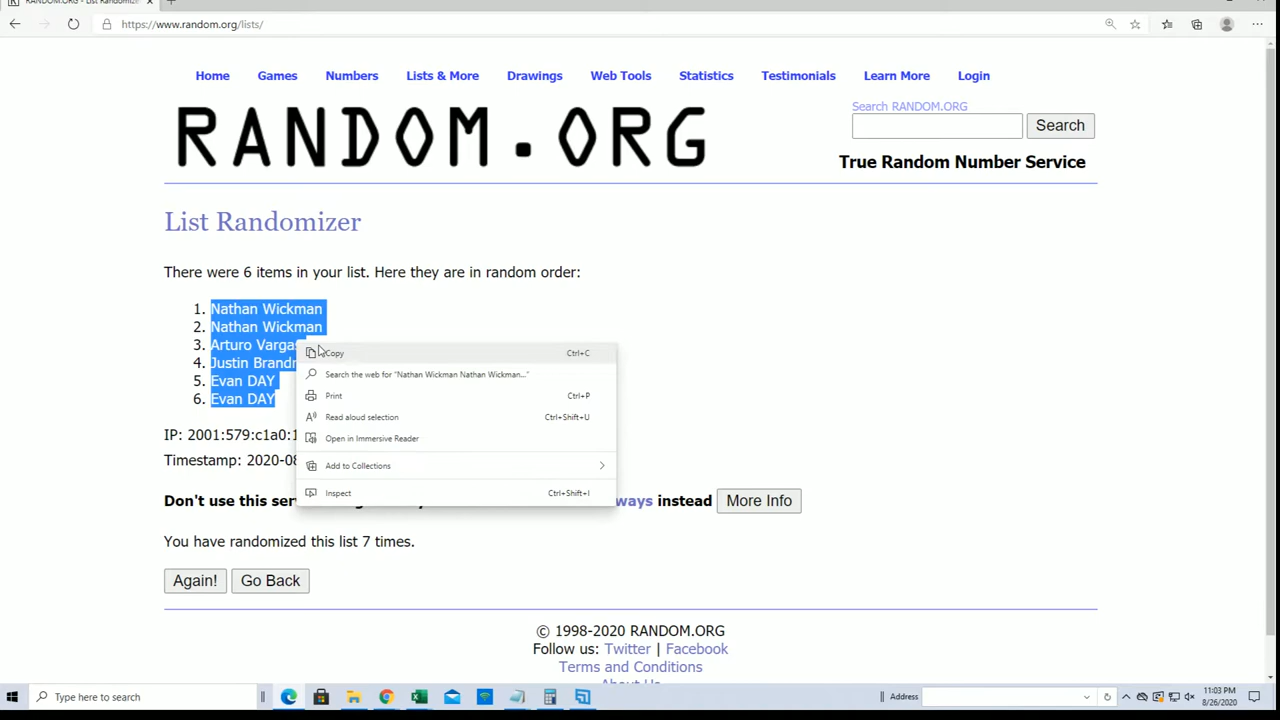 RANDOM.ORG - List Randomizer
https://www.random.org/lists/
Home Games Numbers Lists & More Drawings Web Tools Statistics Testimonials Learn More Login
RANDOM.ORG
Search RANDOM.ORG
Search
True Random Number Service
List Randomizer
There were 6 items in your list. Here they are in random order:
1. Nathan Wickman
2. Nathan Wickman
3. Arturo Vargas
4. Justin Brandr
5. Evan DAY
6. Evan DAY
Copy Ctrl+C
Search the web for "Nathan Wickman Nathan Wickman..."
Print Ctrl+P
Read aloud selection Ctrl+Shift+U
Open in Immersive Reader
Add to Collections
Inspect Ctrl+Shift+I
IP: 2001:579:c1a0:1
Timestamp: 2020-08
Don't use this ser ways instead More Info
You have randomized this list 7 times.
Again! Go Back
© 1998-2020 RANDOM.ORG
Follow us: Twitter | Facebook
Terms and Conditions
About Us
Type here to search
Address
11:03 PM
8/26/2020